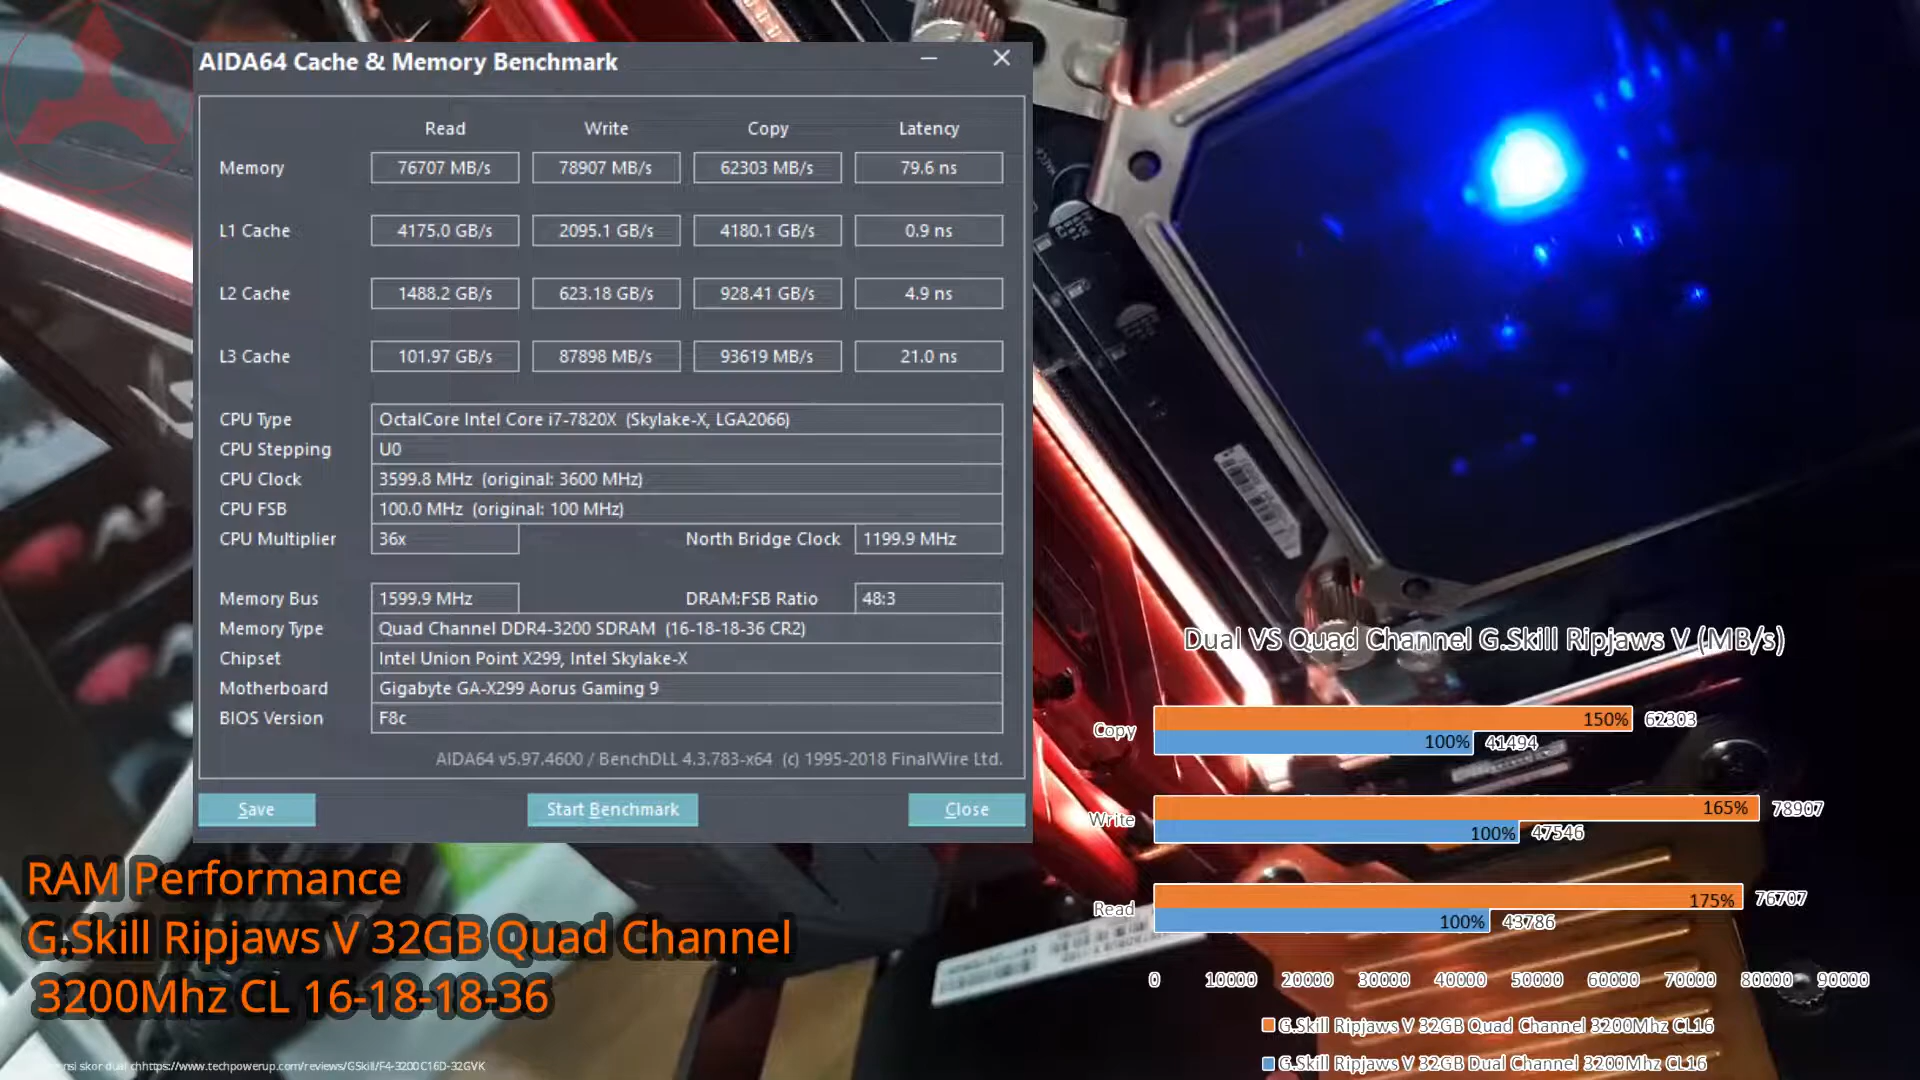 AIDA64 Cache & Memory Benchmark
Read Write Copy Latency
Memory 76707 MB/s 78907 MB/s 62303 MB/s 79.6 ns
L1 Cache 4175.0 GB/s 2095.1 GB/s 4180.1 GB/s 0.9 ns
L2 Cache 1488.2 GB/s 623.18 GB/s 928.41 GB/s 4.9 ns
L3 Cache 101.97 GB/s 87898 MB/s 93619 MB/s 21.0 ns
CPU Type OctalCore Intel Core i7-7820X (Skylake-X, LGA2066)
CPU Stepping U0
CPU Clock 3599.8 MHz (original: 3600 MHz)
CPU FSB 100.0 MHz (original: 100 MHz)
CPU Multiplier 36x North Bridge Clock 1199.9 MHz
Memory Bus 1599.9 MHz DRAM:FSB Ratio 48:3
Memory Type Quad Channel DDR4-3200 SDRAM (16-18-18-36 CR2)
Chipset Intel Union Point X299, Intel Skylake-X
Motherboard Gigabyte GA-X299 Aorus Gaming 9
BIOS Version F8c
AIDA64 v5.97.4600 / BenchDLL 4.3.783-x64 (c) 1995-2018 FinalWire Ltd.
Save Start Benchmark Close
RAM Performance
G.Skill Ripjaws V 32GB Quad Channel
3200Mhz CL 16-18-18-36
skor dual chhttps://www.techpowerup.com/reviews/GSkill/F4-3200C16D-32GVK
Dual VS Quad Channel G.Skill Ripjaws V (MB/s)
Copy 150% 62303
100% 41494
Write 165% 78907
100% 47546
Read 175% 76707
100% 43786
0 10000 20000 30000 40000 50000 60000 70000 80000 90000
G.Skill Ripjaws V 32GB Quad Channel 3200Mhz CL16
G.Skill Ripjaws V 32GB Dual Channel 3200Mhz CL16